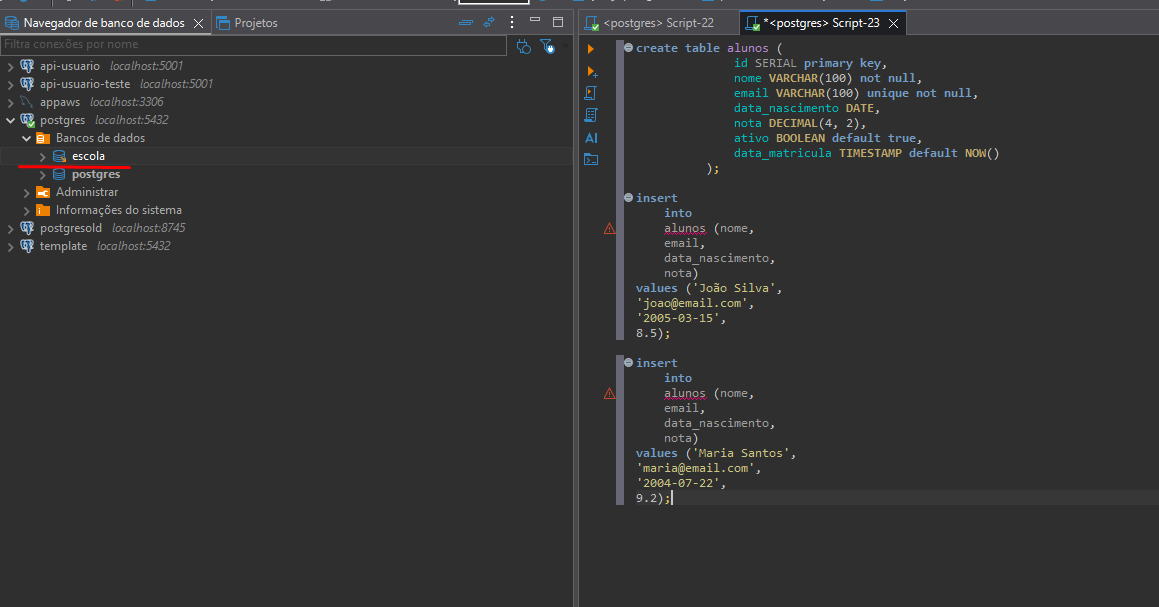 Navegador de banco de dados
Projetos
Filtra conexões por nome
api-usuario localhost:5001
api-usuario-teste localhost:5001
appaws localhost:3306
postgres localhost:5432
Bancos de dados
escola
postgres
Administrar
Informações do sistema
postgresold localhost:8745
template localhost:5432
<postgres> Script-22
*<postgres> Script-23
AI
create table alunos (
id SERIAL primary key,
nome VARCHAR(100) not null,
email VARCHAR(100) unique not null,
data_nascimento DATE,
nota DECIMAL(4, 2),
ativo BOOLEAN default true,
data_matricula TIMESTAMP default NOW()
);
insert
into
alunos (nome,
email,
data_nascimento,
nota)
values ('João Silva',
'joao@email.com',
'2005-03-15',
8.5);
insert
into
alunos (nome,
email,
data_nascimento,
nota)
values ('Maria Santos',
'maria@email.com',
'2004-07-22',
9.2);